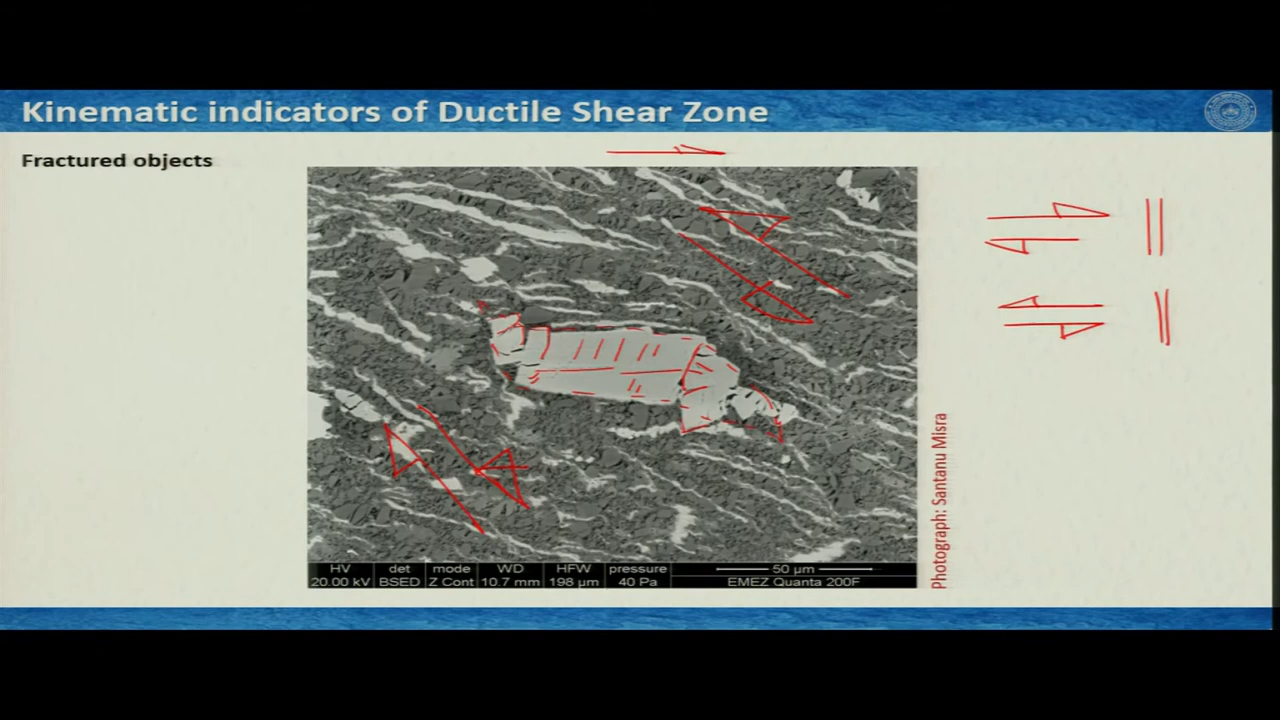 Kinematic indicators of Ductile Shear Zone
Fractured objects
Photograph: Santanu Misra
HV det mode WD HFW pressure 50 µm
20.00 kV BSED Z Cont 10.7 mm 198 µm 40 Pa EMEZ Quanta 200F